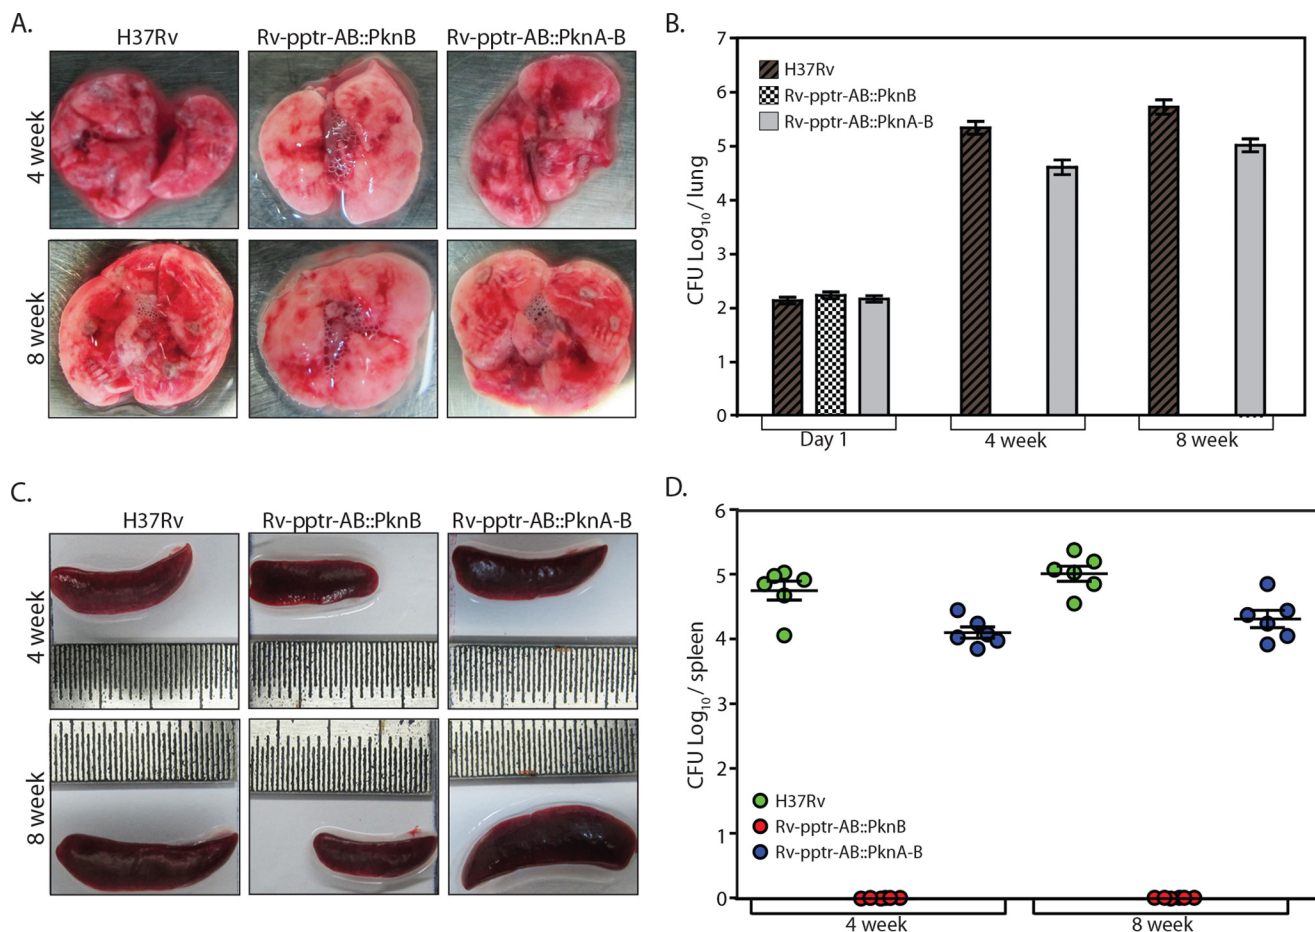 A.
H37Rv
Rv-pptr-AB::PknB
Rv-pptr-AB::PknA-B
4 week
8 week
B.
CFU Log10 / lung
7
6
5
4
3
2
1
0
H37Rv
Rv-pptr-AB::PknB
Rv-pptr-AB::PknA-B
Day 1
4 week
8 week
C.
H37Rv
Rv-pptr-AB::PknB
Rv-pptr-AB::PknA-B
4 week
8 week
D.
CFU Log10 / spleen
6
5
4
3
2
1
0
H37Rv
Rv-pptr-AB::PknB
Rv-pptr-AB::PknA-B
4 week
8 week